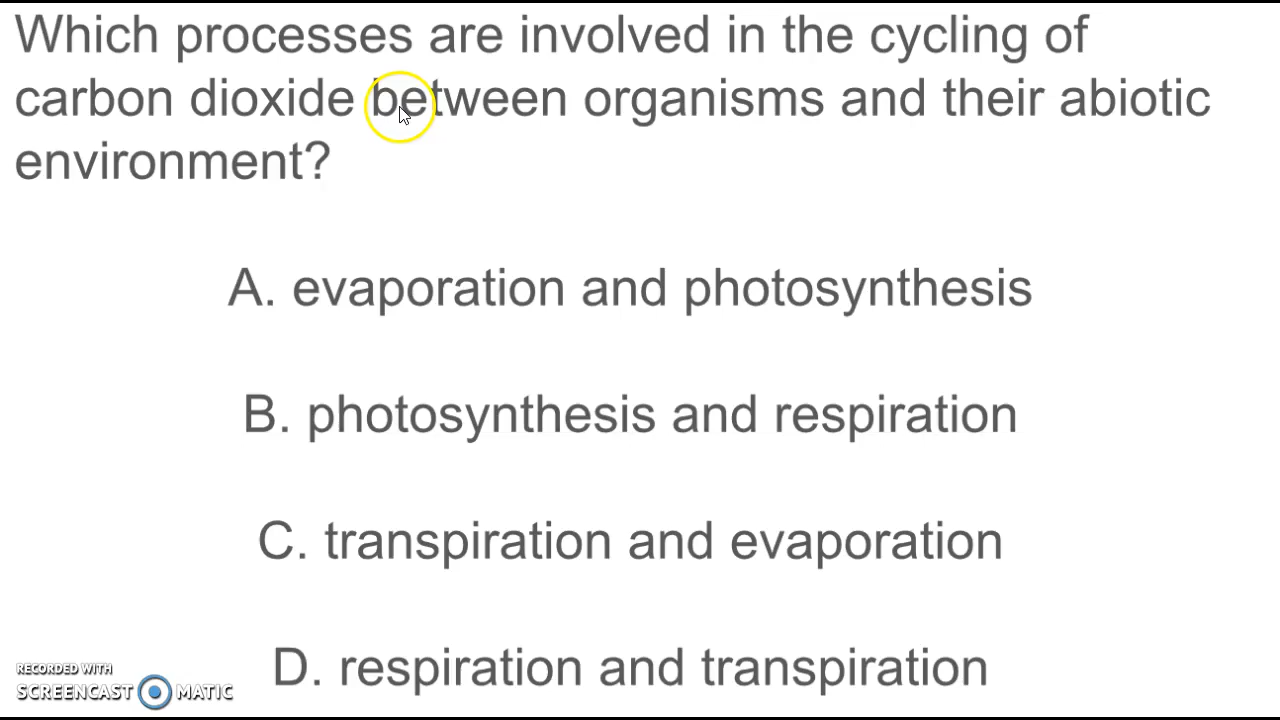 Which processes are involved in the cycling of
carbon dioxide between organisms and their abiotic
environment?
A. evaporation and photosynthesis
B. photosynthesis and respiration
C. transpiration and evaporation
D. respiration and transpiration
RECORDED WITH
SCREENCAST MATIC